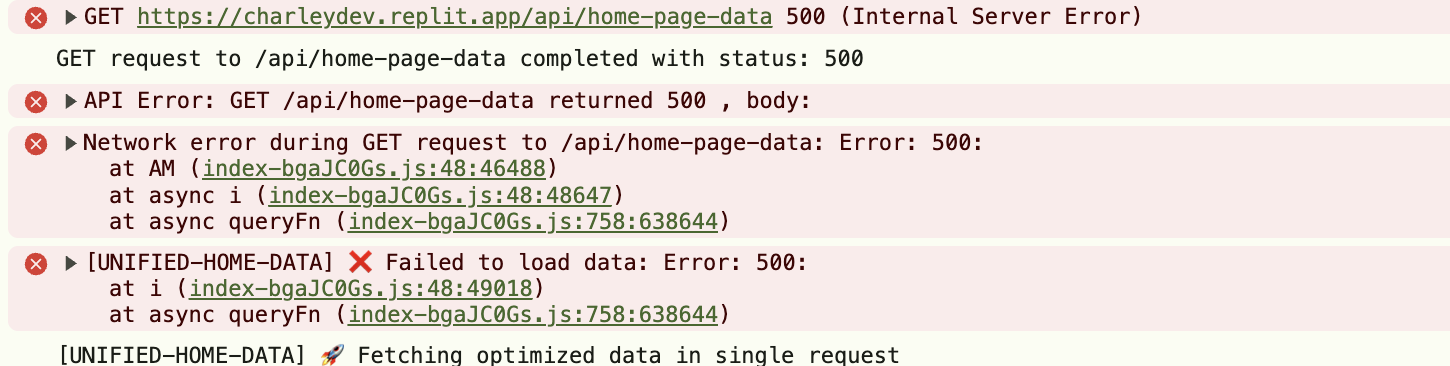 GET https://charleydev.replit.app/api/home-page-data 500 (Internal Server Error)
GET request to /api/home-page-data completed with status: 500
API Error: GET /api/home-page-data returned 500 , body:
Network error during GET request to /api/home-page-data: Error: 500:
at AM (index-bgaJC0Gs.js:48:46488)
at async i (index-bgaJC0Gs.js:48:48647)
at async queryFn (index-bgaJC0Gs.js:758:638644)
[UNIFIED-HOME-DATA] ❌ Failed to load data: Error: 500:
at i (index-bgaJC0Gs.js:48:49018)
at async queryFn (index-bgaJC0Gs.js:758:638644)
[UNIFIED-HOME-DATA] 🚀 Fetching optimized data in single request